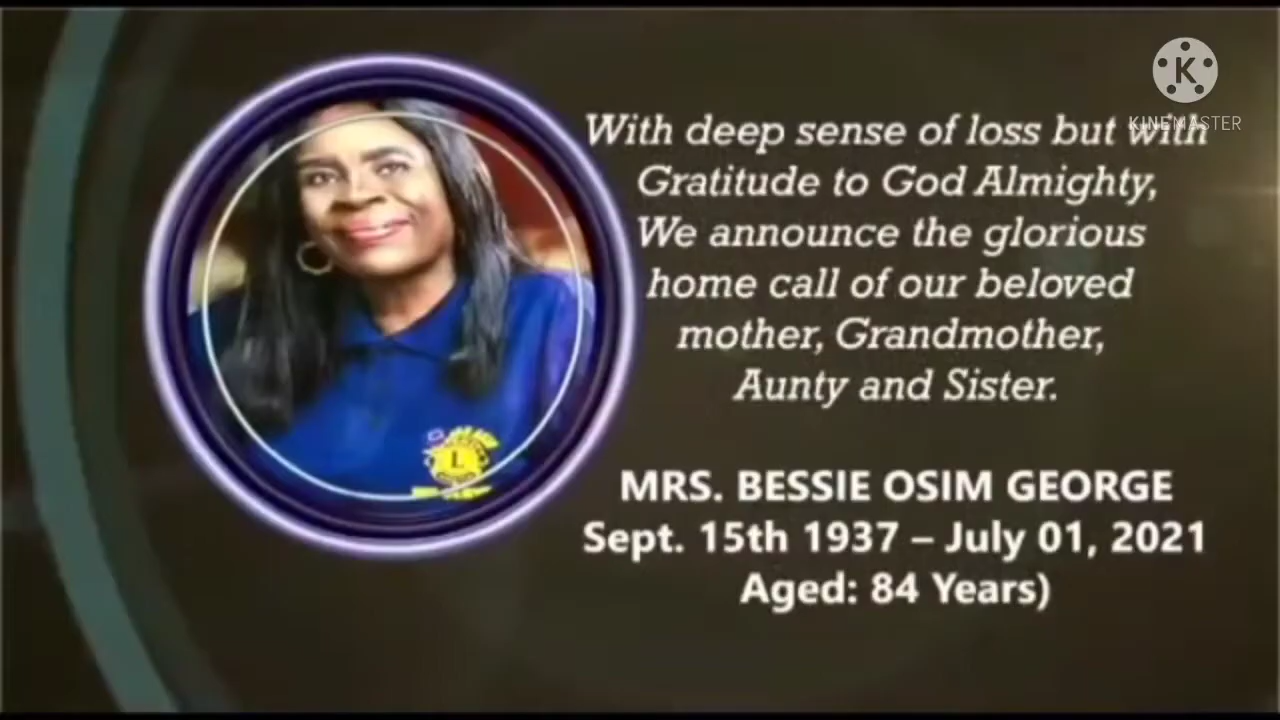 With deep sense of loss but with
Gratitude to God Almighty,
We announce the glorious
home call of our beloved
mother, Grandmother,
Aunty and Sister.
MRS. BESSIE OSIM GEORGE
Sept. 15th 1937 – July 01, 2021
Aged: 84 Years)
K
KINEMASTER
L